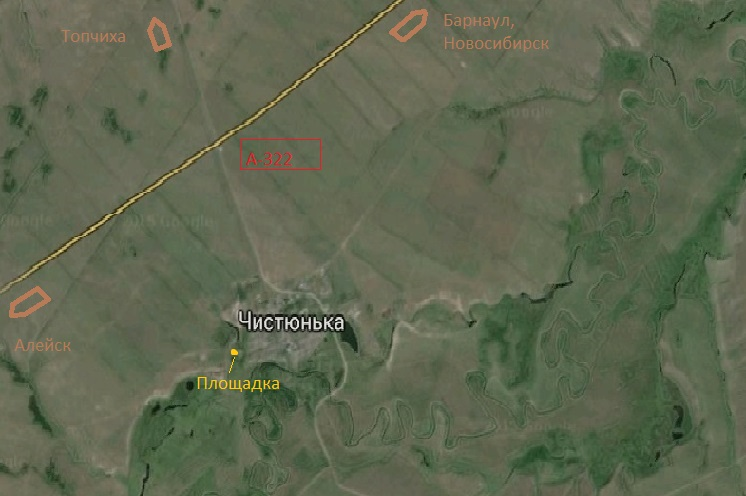 Топчиха
Барнаул,
Новосибирск
А-322
Алейск
Чистюнька
Площадка